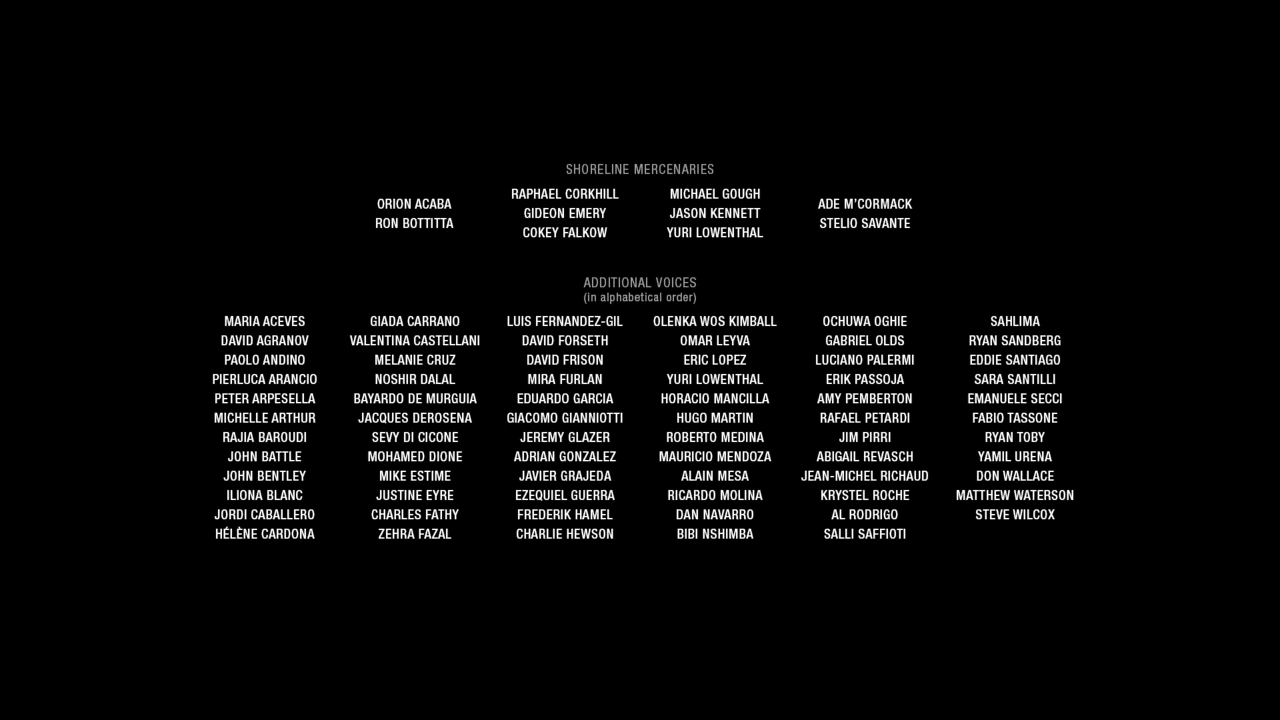 SHORELINE MERCENARIES
ORION ACABA
RON BOTTITTA
RAPHAEL CORKHILL
GIDEON EMERY
COKEY FALKOW
MICHAEL GOUGH
JASON KENNETT
YURI LOWENTHAL
ADE M'CORMACK
STELIO SAVANTE
ADDITIONAL VOICES
(in alphabetical order)
MARIA ACEVES
DAVID AGRANOV
PAOLO ANDINO
PIERLUCA ARANCIO
PETER ARPESELLA
MICHELLE ARTHUR
RAJIA BAROUDI
JOHN BATTLE
JOHN BENTLEY
ILIONA BLANC
JORDI CABALLERO
HÉLÈNE CARDONA
GIADA CARRANO
VALENTINA CASTELLANI
MELANIE CRUZ
NOSHIR DALAL
BAYARDO DE MURGUIA
JACQUES DEROSENA
SEVY DI CICONE
MOHAMED DIONE
MIKE ESTIME
JUSTINE EYRE
CHARLES FATHY
ZEHRA FAZAL
LUIS FERNANDEZ-GIL
DAVID FORSETH
DAVID FRISON
MIRA FURLAN
EDUARDO GARCIA
GIACOMO GIANNIOTTI
JEREMY GLAZER
ADRIAN GONZALEZ
JAVIER GRAJEDA
EZEQUIEL GUERRA
FREDERIK HAMEL
CHARLIE HEWSON
OLENKA WOS KIMBALL
OMAR LEYVA
ERIC LOPEZ
YURI LOWENTHAL
HORACIO MANCILLA
HUGO MARTIN
ROBERTO MEDINA
MAURICIO MENDOZA
ALAIN MESA
RICARDO MOLINA
DAN NAVARRO
BIBI NSHIMBA
OCHUWA OGHIE
GABRIEL OLDS
LUCIANO PALERMI
ERIK PASSOJA
AMY PEMBERTON
RAFAEL PETARDI
JIM PIRRI
ABIGAIL REVASCH
JEAN-MICHEL RICHAUD
KRYSTEL ROCHE
AL RODRIGO
SALLI SAFFIOTI
SAHLIMA
RYAN SANDBERG
EDDIE SANTIAGO
SARA SANTILLI
EMANUELE SECCI
FABIO TASSONE
RYAN TOBY
YAMIL URENA
DON WALLACE
MATTHEW WATERSON
STEVE WILCOX